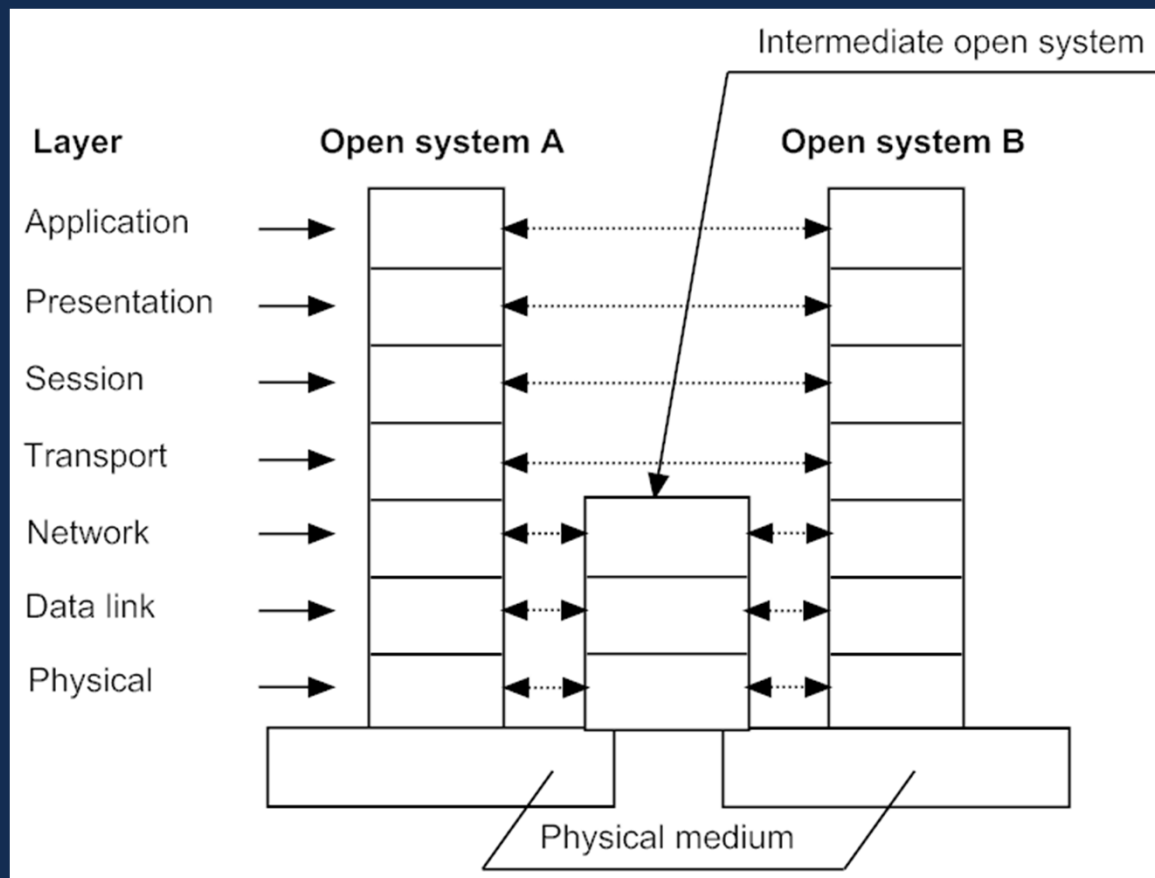 Intermediate open system
Layer
Open system A
Open system B
Application
Presentation
Session
Transport
Network
Data link
Physical
Physical medium